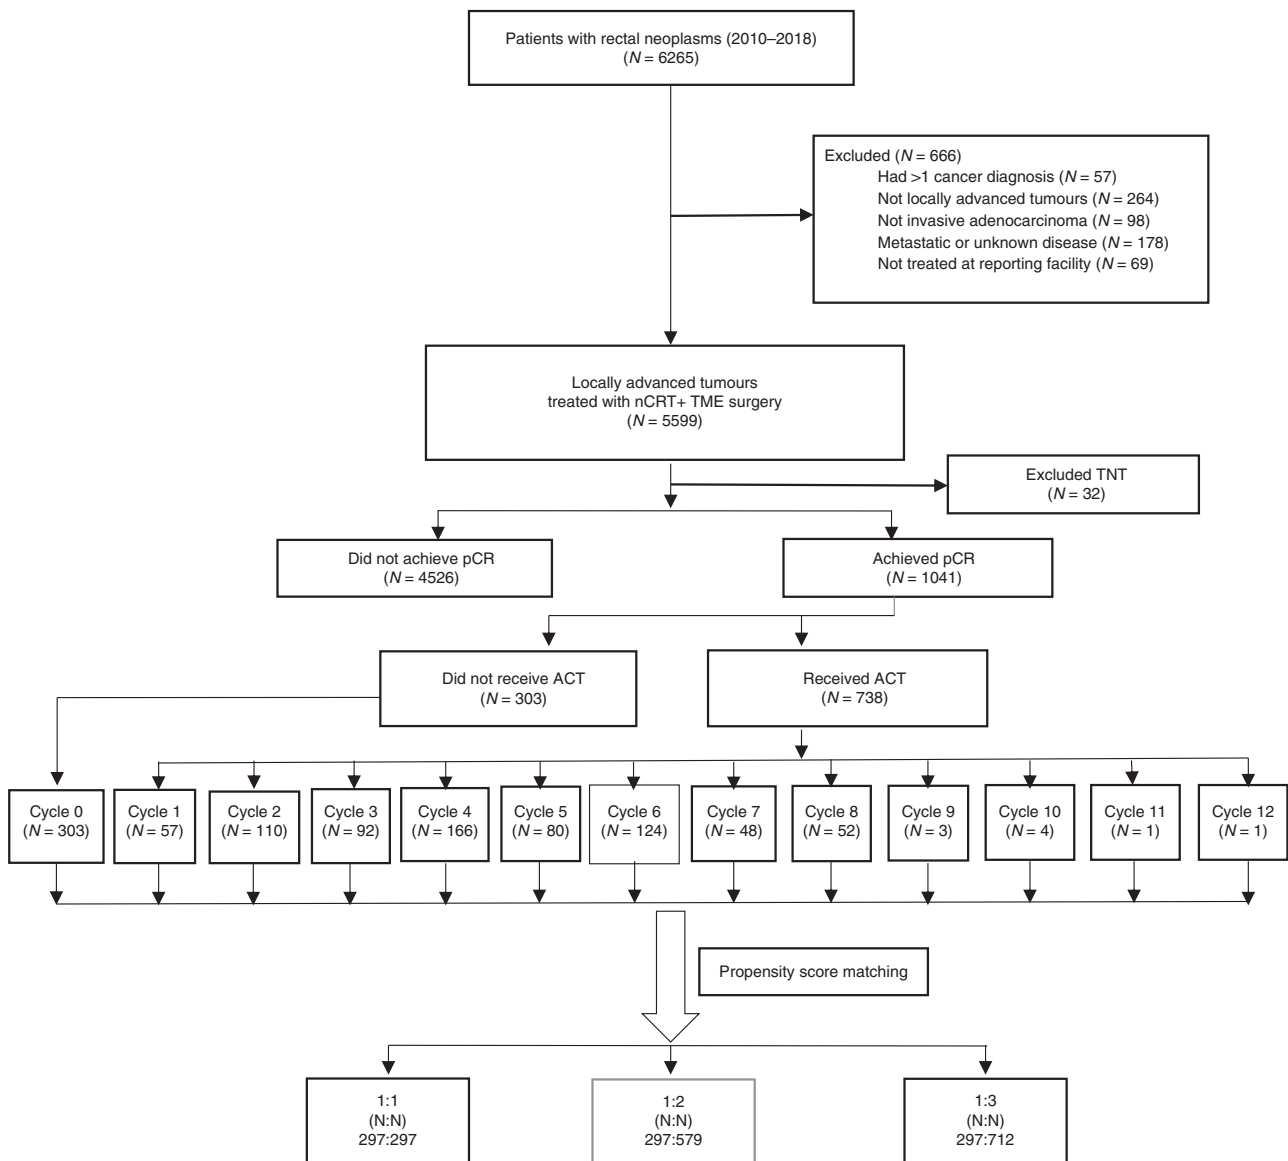 Patients with rectal neoplasms (2010–2018)
(N = 6265)
Excluded (N = 666)
Had >1 cancer diagnosis (N = 57)
Not locally advanced tumours (N = 264)
Not invasive adenocarcinoma (N = 98)
Metastatic or unknown disease (N = 178)
Not treated at reporting facility (N = 69)
Locally advanced tumours
treated with nCRT+ TME surgery
(N = 5599)
Excluded TNT
(N = 32)
Did not achieve pCR
(N = 4526)
Achieved pCR
(N = 1041)
Did not receive ACT
(N = 303)
Received ACT
(N = 738)
Cycle 0
(N = 303)
Cycle 1
(N = 57)
Cycle 2
(N = 110)
Cycle 3
(N = 92)
Cycle 4
(N = 166)
Cycle 5
(N = 80)
Cycle 6
(N = 124)
Cycle 7
(N = 48)
Cycle 8
(N = 52)
Cycle 9
(N = 3)
Cycle 10
(N = 4)
Cycle 11
(N = 1)
Cycle 12
(N = 1)
Propensity score matching
1:1
(N:N)
297:297
1:2
(N:N)
297:579
1:3
(N:N)
297:712